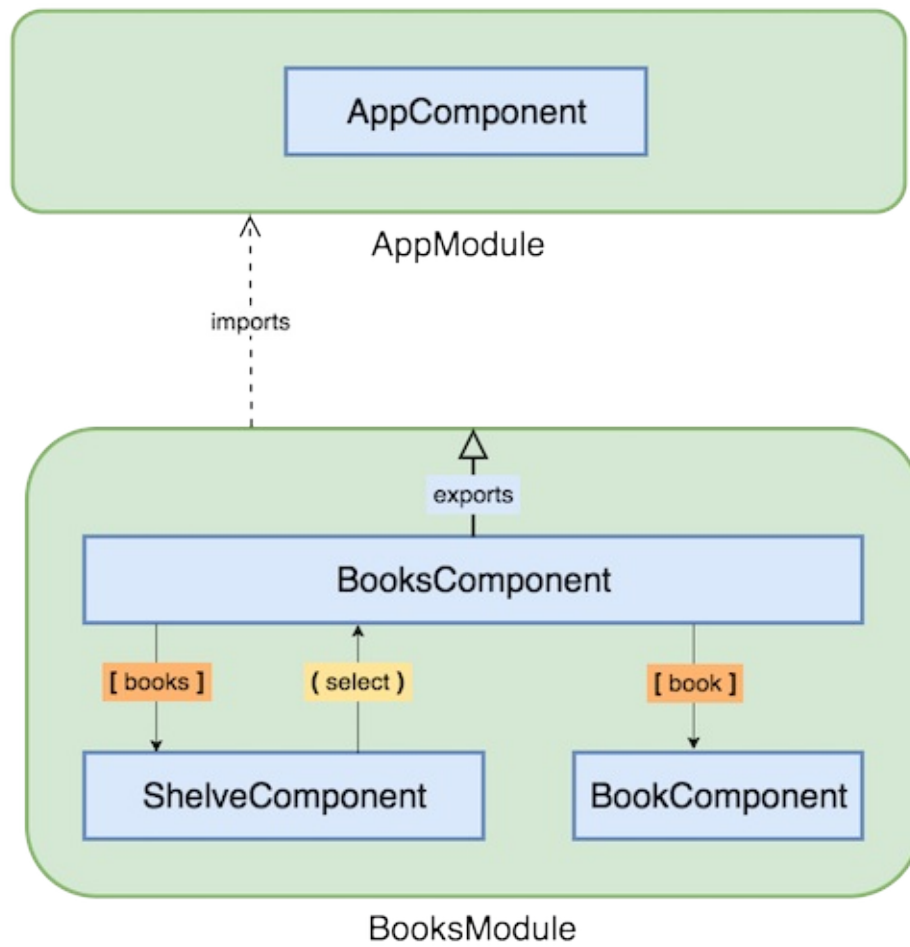 AppComponent
AppModule
imports
exports
BooksComponent
[ books ]
( select )
[ book ]
ShelveComponent
BookComponent
BooksModule